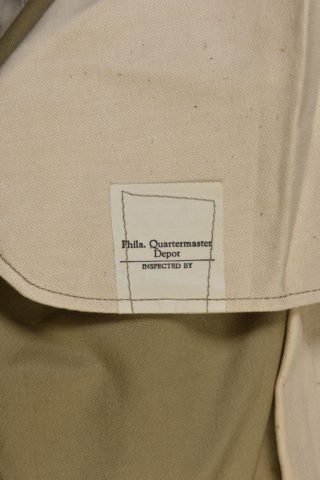 Phila. Quartermaster
Depot
INSPECTED BY